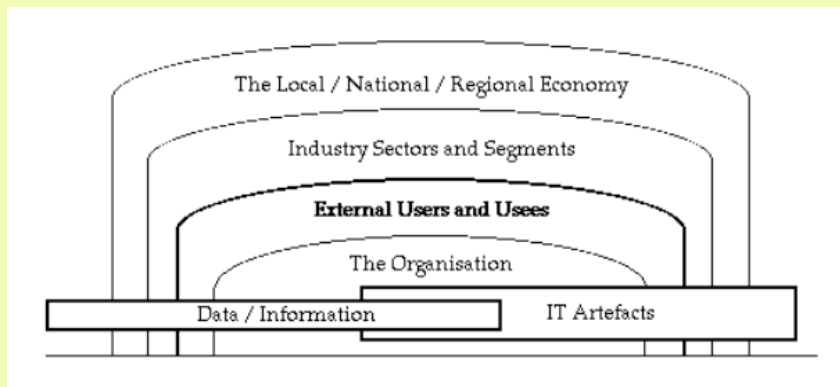 The Local / National / Regional Economy
Industry Sectors and Segments
External Users and Usees
The Organisation
Data / Information
IT Artefacts